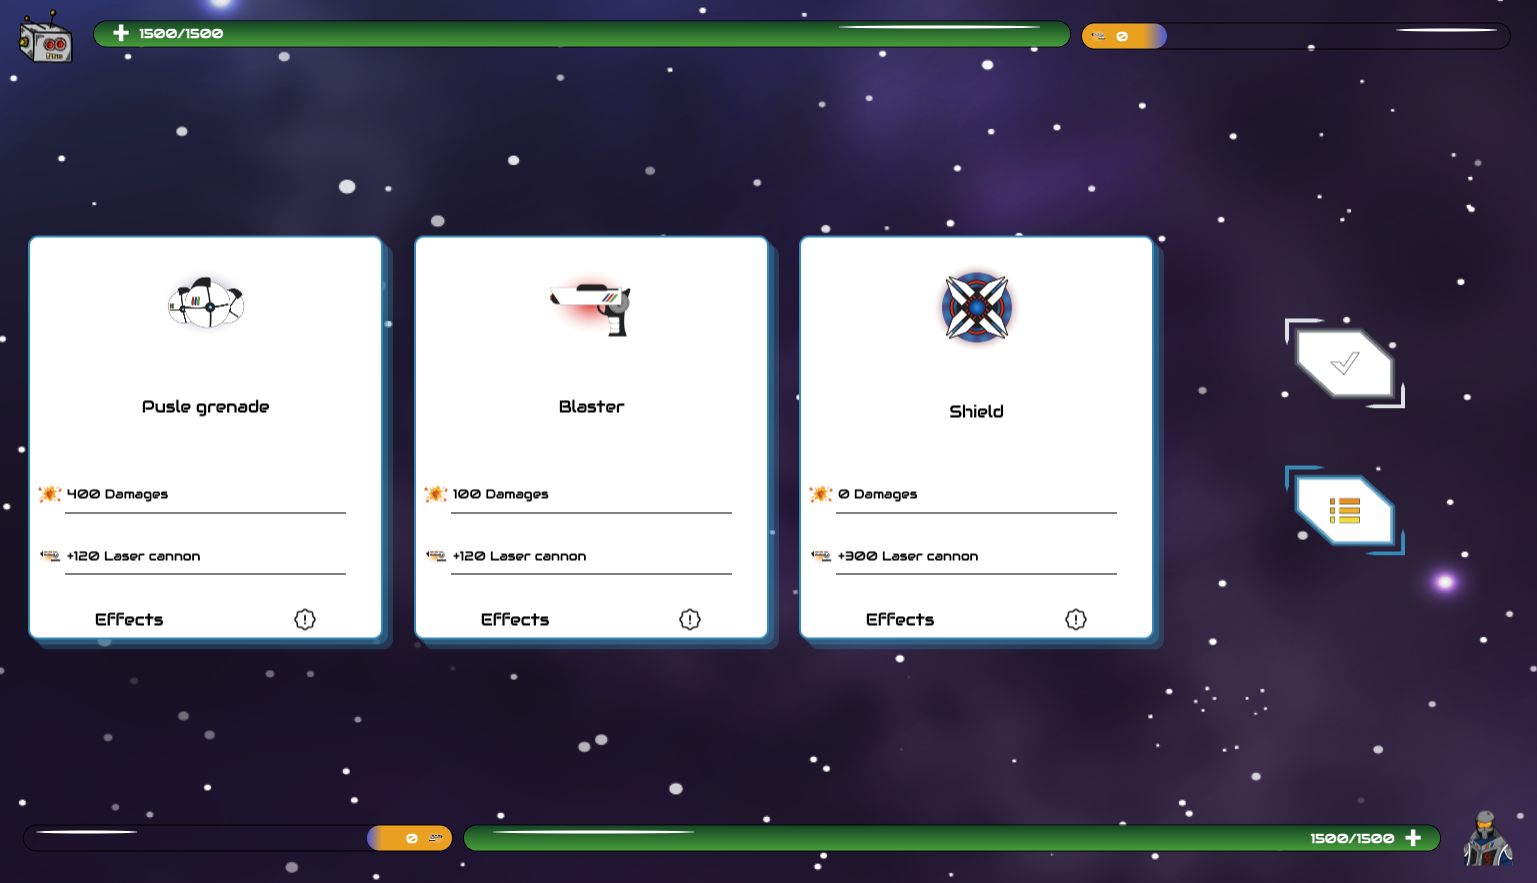 1500/1500
0
Pusle grenade
400 Damages
+120 Laser cannon
Effects
Blaster
100 Damages
+120 Laser cannon
Effects
Shield
0 Damages
+300 Laser cannon
Effects
0
1500/1500